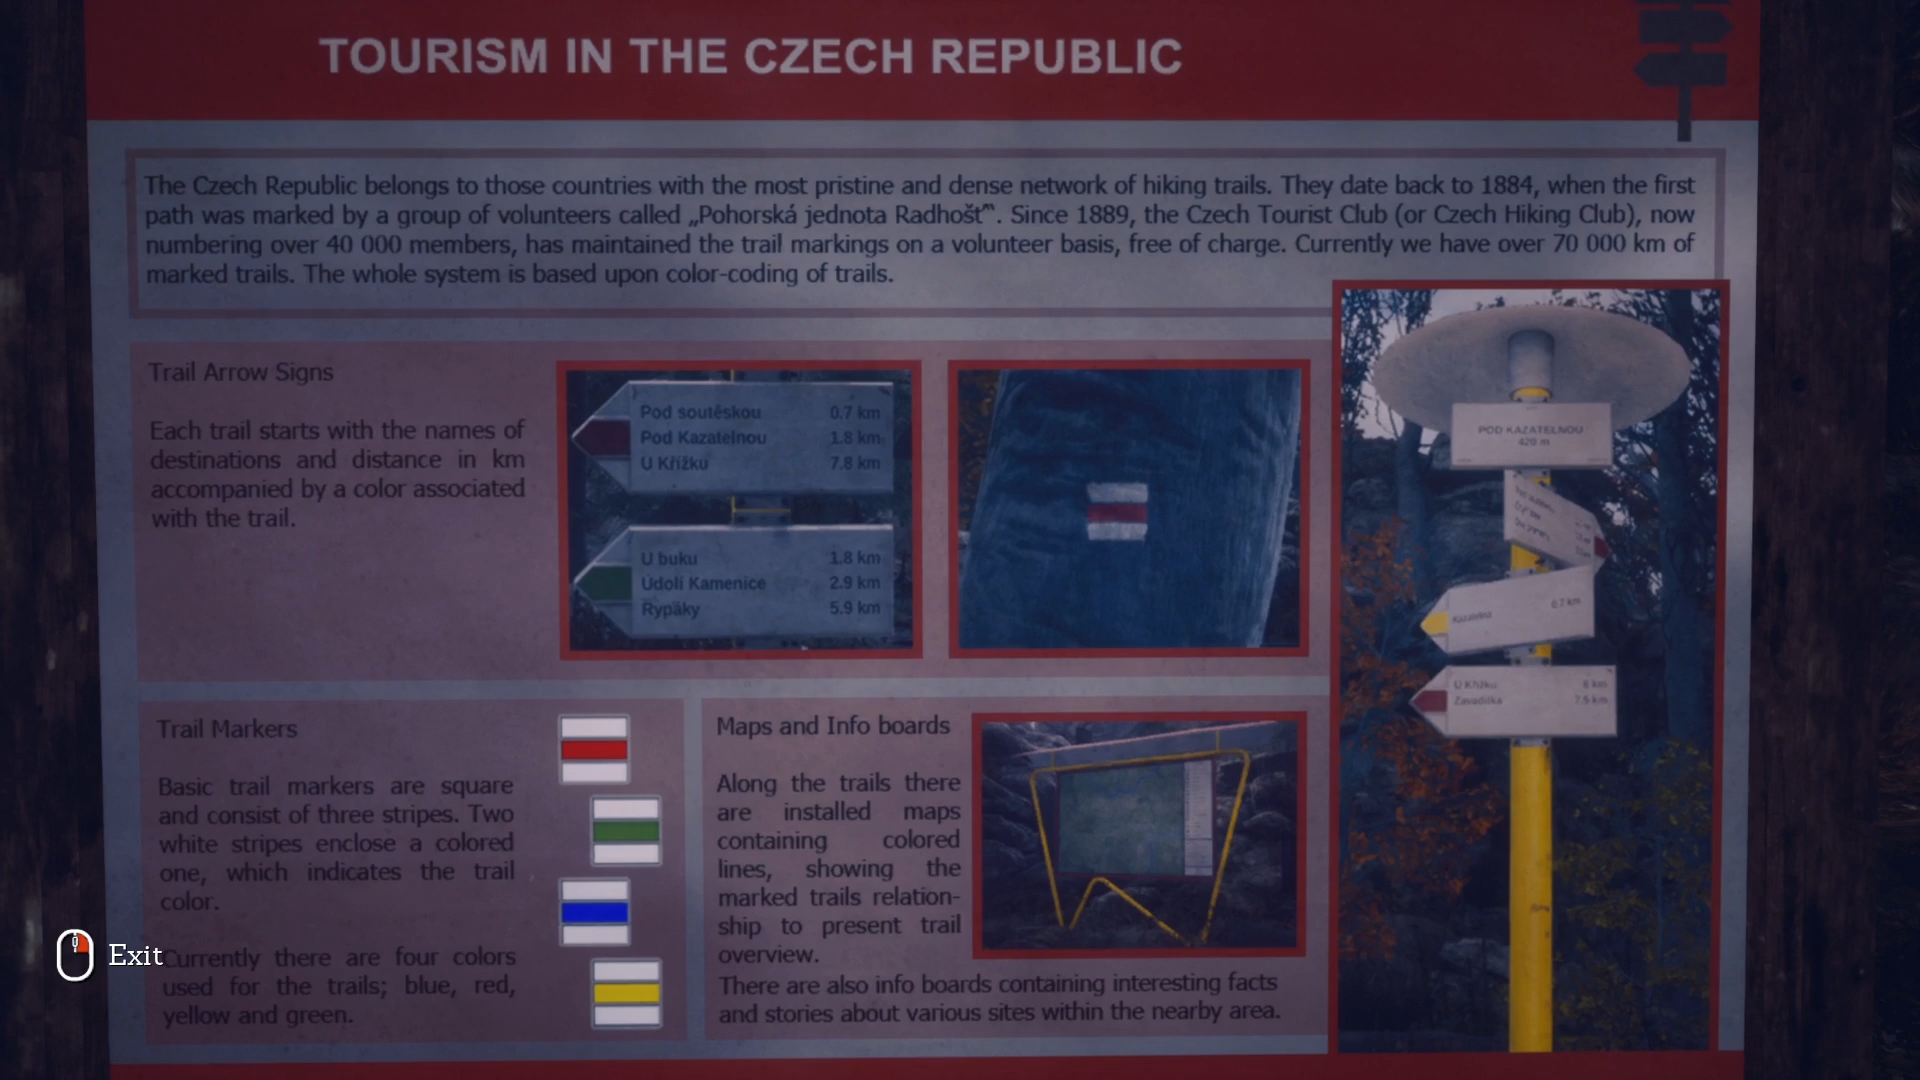 TOURISM IN THE CZECH REPUBLIC
The Czech Republic belongs to those countries with the most pristine and dense network of hiking trails. They date back to 1884, when the first
path was marked by a group of volunteers called „Pohorská jednota Radhošť“. Since 1889, the Czech Tourist Club (or Czech Hiking Club), now
numbering over 40 000 members, has maintained the trail markings on a volunteer basis, free of charge. Currently we have over 70 000 km of
marked trails. The whole system is based upon color-coding of trails.
Trail Arrow Signs
Each trail starts with the names of
destinations and distance in km
accompanied by a color associated
with the trail.
Pod soutěskou 0.7 km
Pod Kazatelnou 1.8 km
U Křížku 7.8 km
U buku 1.8 km
Údolí Kamenice 2.9 km
Rypáky 5.9 km
POD KAZATELNOU
420 m
0.7 km
U Křížku 6 km
Zavaditka 7.5 km
Trail Markers
Basic trail markers are square
and consist of three stripes. Two
white stripes enclose a colored
one, which indicates the trail
color.
Currently there are four colors
used for the trails; blue, red,
yellow and green.
Maps and Info boards
Along the trails there
are installed maps
containing colored
lines, showing the
marked trails relation-
ship to present trail
overview.
There are also info boards containing interesting facts
and stories about various sites within the nearby area.
Exit